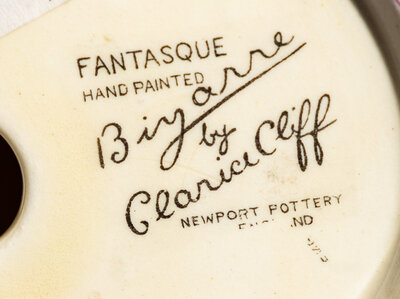 FANTASQUE
HAND PAINTED
Bizarre
by
Clarice Cliff
NEWPORT POTTERY